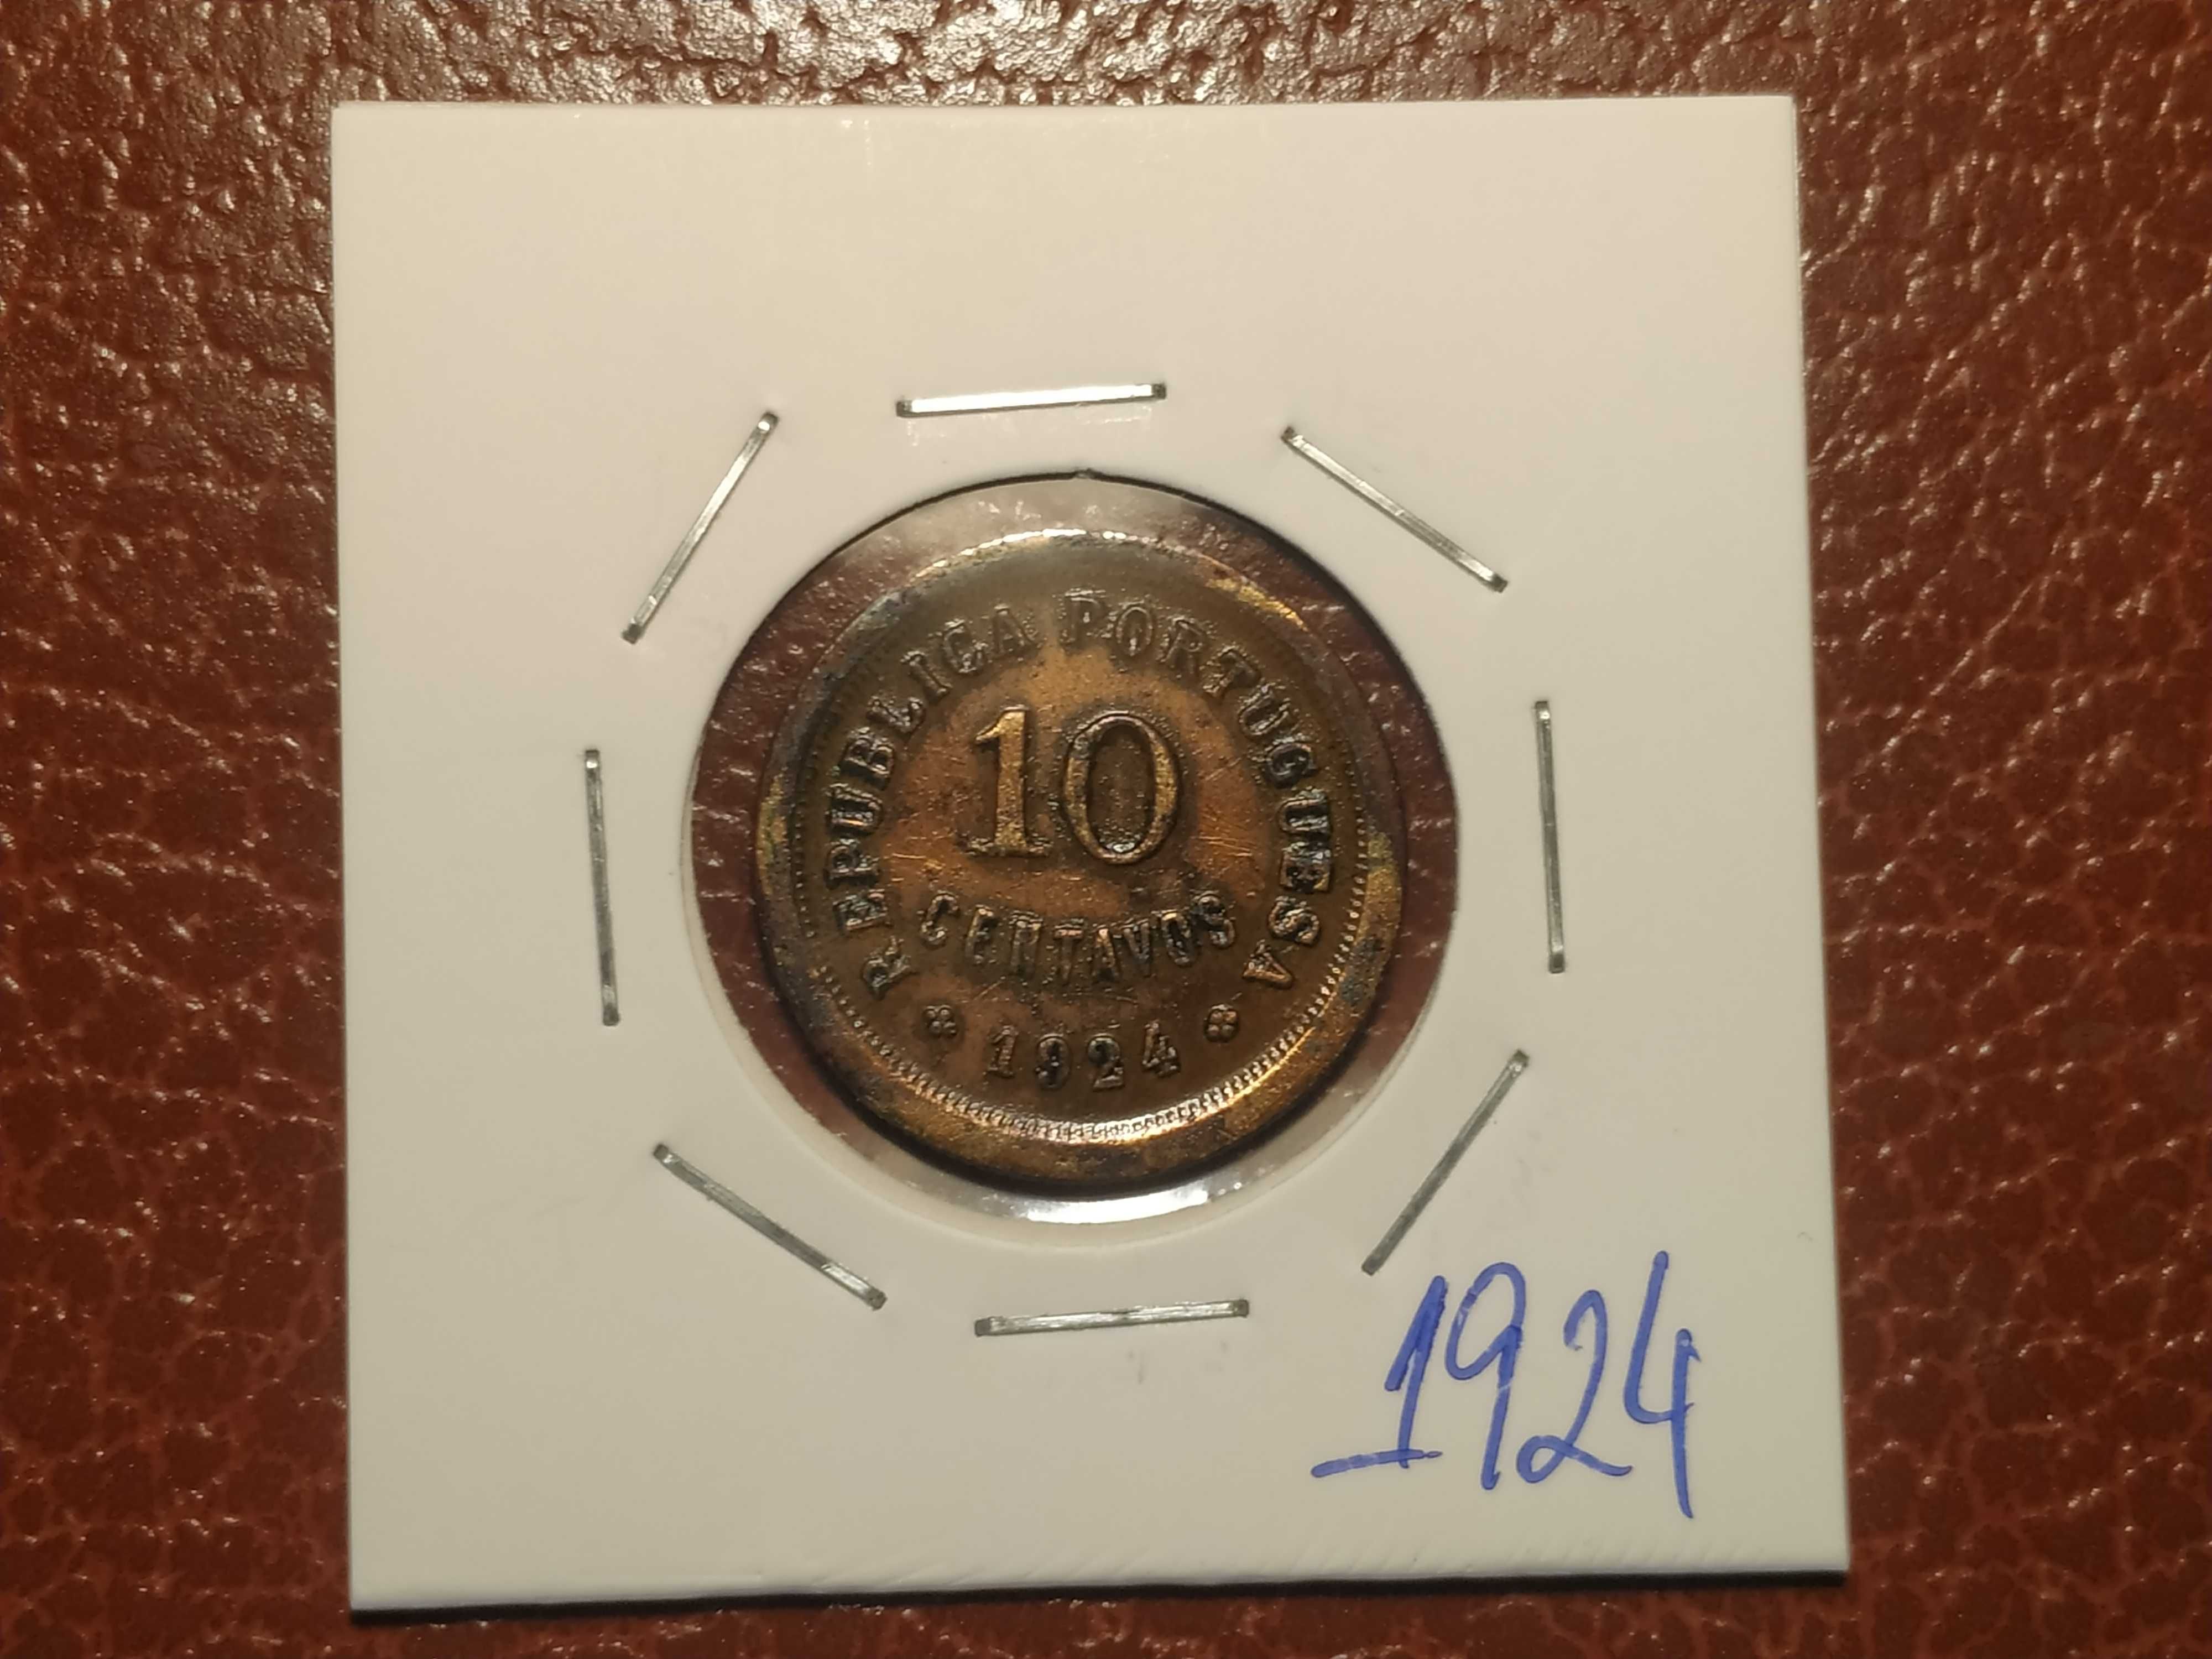 REPUBLICA PORTUGUESA
10
CENTAVOS
1924
1924